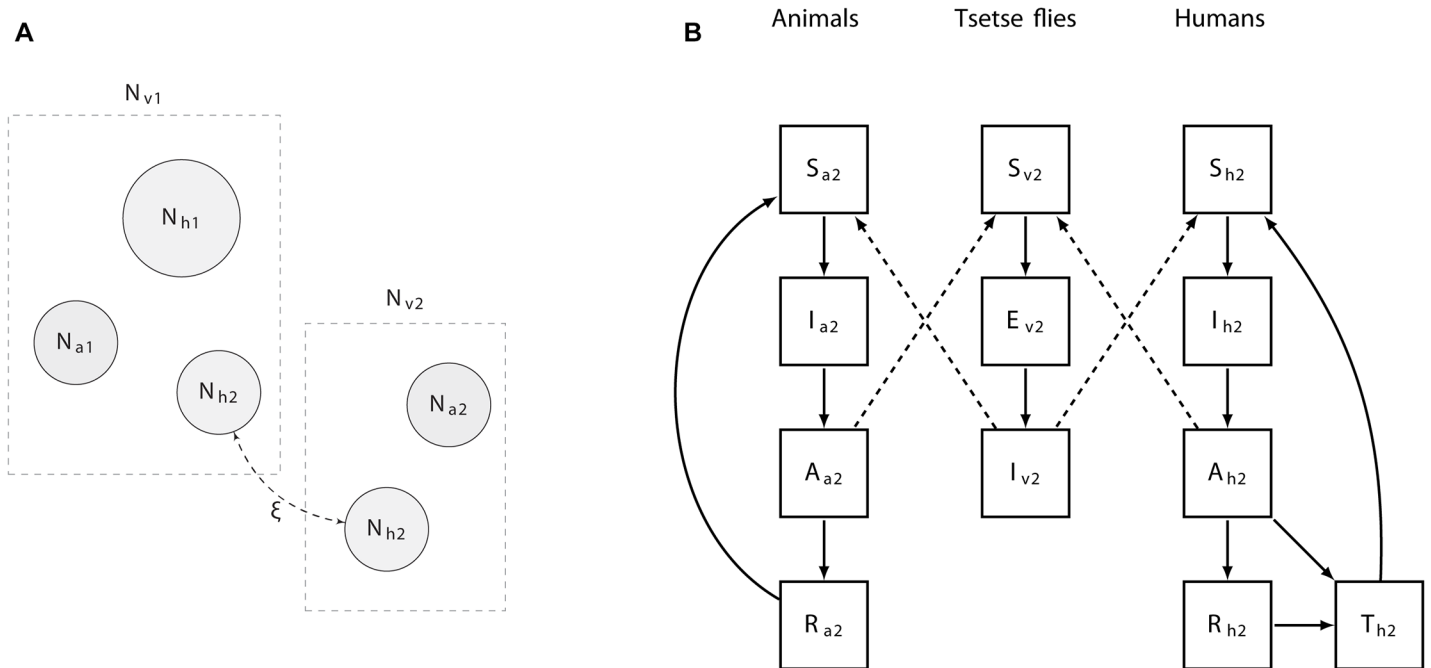 A
N v1
N h1
N a1
N h2
N v2
N a2
N h2
ξ
B
Animals Tsetse flies Humans
S a2 S v2 S h2
I a2 E v2 I h2
A a2 I v2 A h2
R a2 R h2 T h2